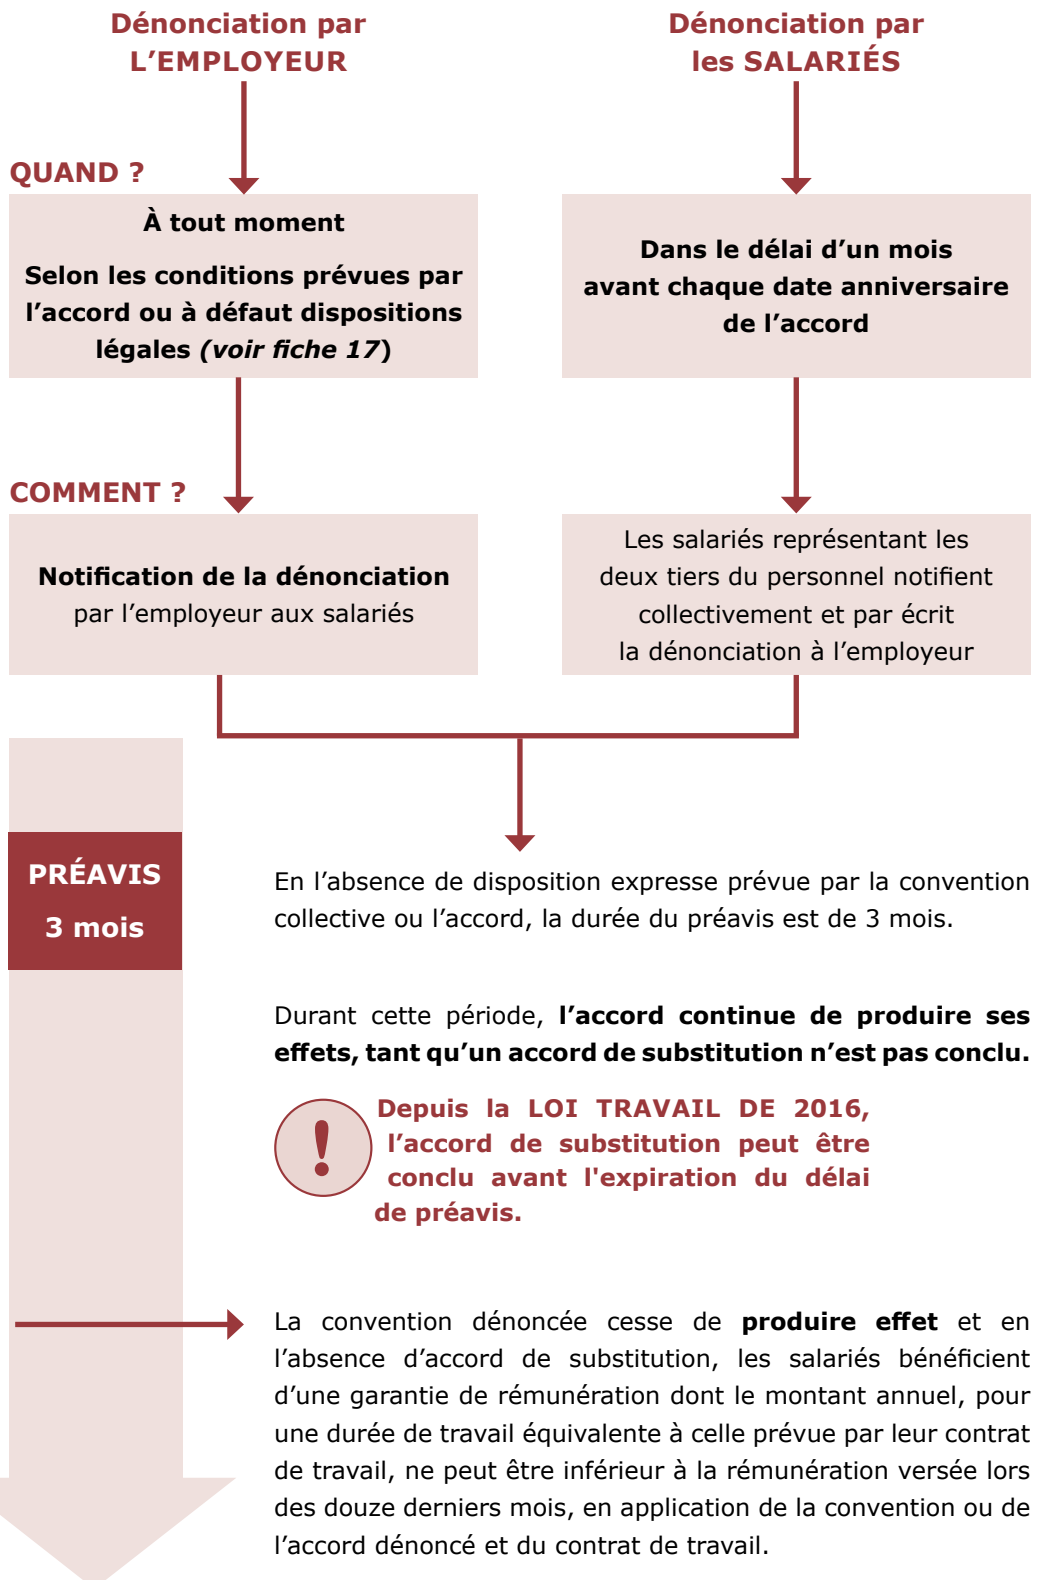 Dénonciation par
L’EMPLOYEUR
Dénonciation par
les SALARIÉS
QUAND ?
À tout moment
Selon les conditions prévues par
l’accord ou à défaut dispositions
légales (voir fiche 17)
Dans le délai d’un mois
avant chaque date anniversaire
de l’accord
COMMENT ?
Notification de la dénonciation
par l’employeur aux salariés
Les salariés représentant les
deux tiers du personnel notifient
collectivement et par écrit
la dénonciation à l’employeur
PRÉAVIS
3 mois
En l’absence de disposition expresse prévue par la convention
collective ou l’accord, la durée du préavis est de 3 mois.
Durant cette période, l’accord continue de produire ses
effets, tant qu’un accord de substitution n’est pas conclu.
!
Depuis la LOI TRAVAIL DE 2016,
l’accord de substitution peut être
conclu avant l'expiration du délai
de préavis.
La convention dénoncée cesse de produire effet et en
l’absence d’accord de substitution, les salariés bénéficient
d’une garantie de rémunération dont le montant annuel, pour
une durée de travail équivalente à celle prévue par leur contrat
de travail, ne peut être inférieur à la rémunération versée lors
des douze derniers mois, en application de la convention ou de
l’accord dénoncé et du contrat de travail.